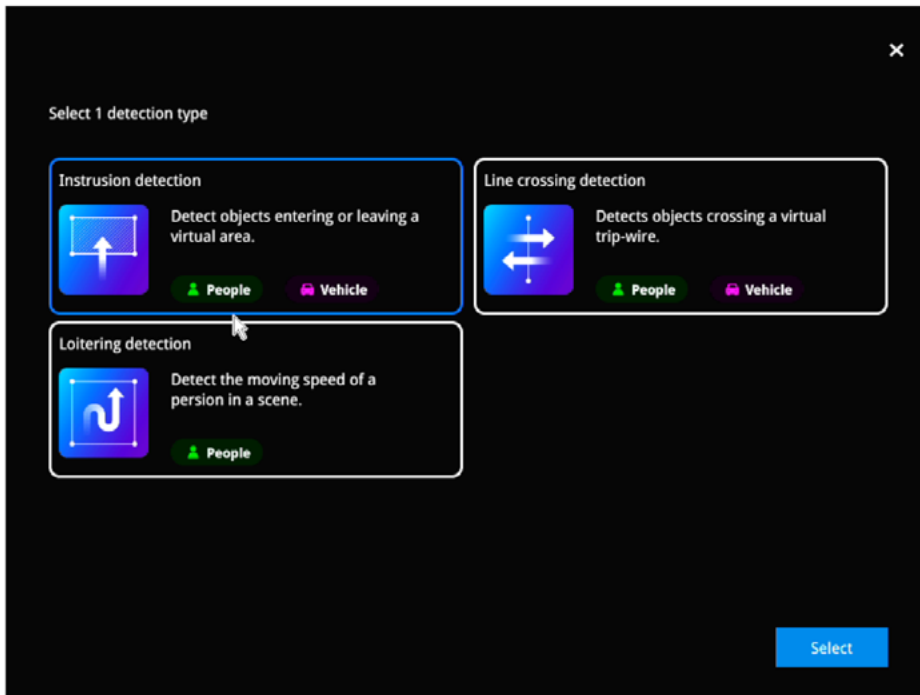 Select 1 detection type
Instrusion detection
Detect objects entering or leaving a
virtual area.
People Vehicle
Line crossing detection
Detects objects crossing a virtual
trip-wire.
People Vehicle
Loitering detection
Detect the moving speed of a
persion in a scene.
People
Select